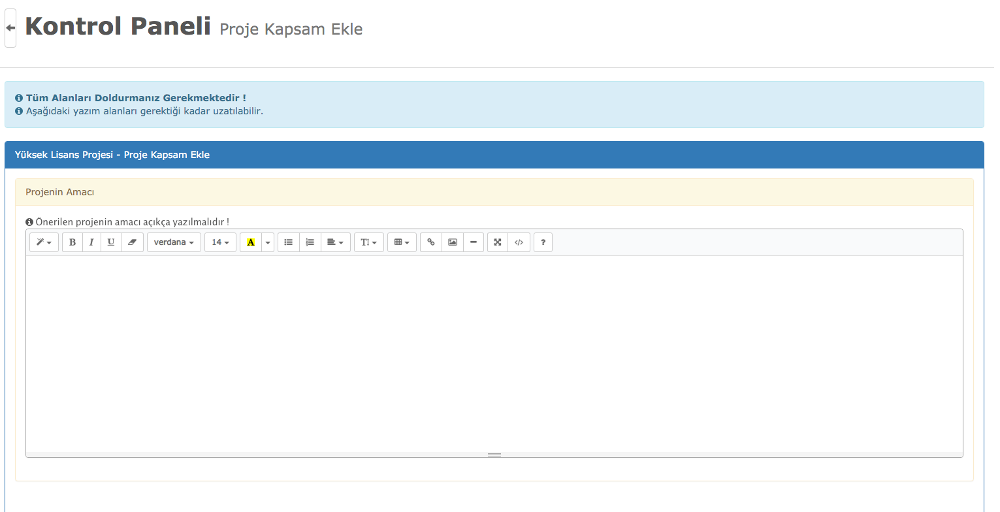 Kontrol Paneli Proje Kapsam Ekle
Tüm Alanları Doldurmanız Gerekmektedir !
Aşağıdaki yazım alanları gerektiği kadar uzatılabilir.
Yüksek Lisans Projesi - Proje Kapsam Ekle
Projenin Amacı
Önerilen projenin amacı açıkça yazılmalıdır !
B I U verdana 14 A TI </> ?